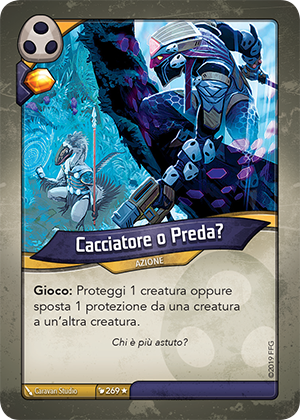 Cacciatore o Preda?
AZIONE
Gioco: Proteggi 1 creatura oppure
sposta 1 protezione da una creatura
a un'altra creatura.
Chi è più astuto?
©2019 FFG
Caravan Studio
269